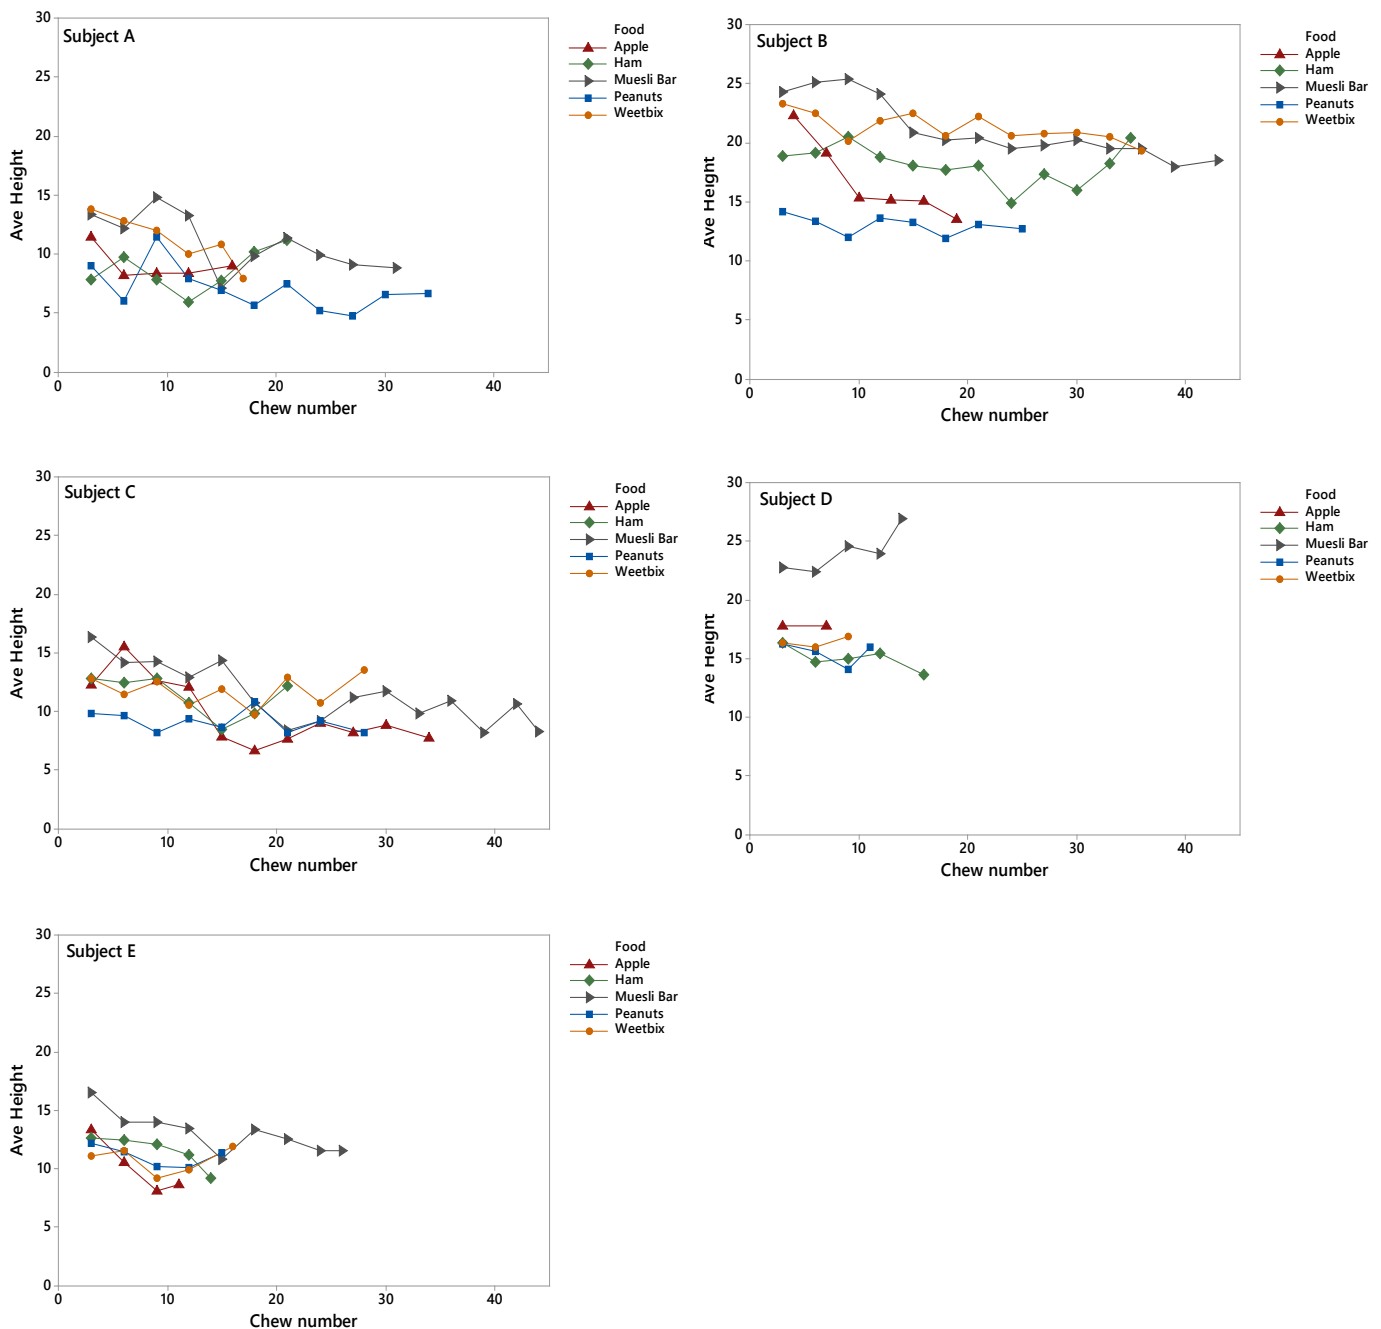 Subject A
Ave Height
30
25
20
15
10
5
0
0 10 20 30 40
Chew number
Food
Apple
Ham
Muesli Bar
Peanuts
Weetbix
Subject B
Ave Height
30
25
20
15
10
5
0
10 20 30 40
Chew number
Food
Apple
Ham
Muesli Bar
Peanuts
Weetbix
Subject C
Ave Height
30
25
20
15
10
5
0
0 10 20 30 40
Chew number
Food
Apple
Ham
Muesli Bar
Peanuts
Weetbix
Subject D
Ave Height
30
25
20
15
10
5
0
0 10 20 30 40
Chew number
Food
Apple
Ham
Muesli Bar
Peanuts
Weetbix
Subject E
Ave Height
30
25
20
15
10
5
0
0 10 20 30 40
Chew number
Food
Apple
Ham
Muesli Bar
Peanuts
Weetbix